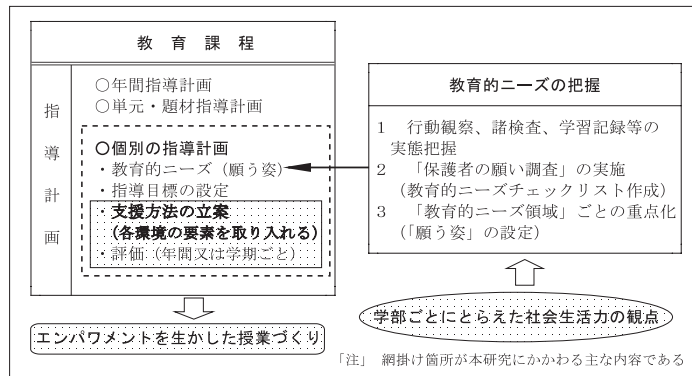 教育課程
指導計画
○年間指導計画
○単元・題材指導計画
○個別の指導計画
・教育的ニーズ（願う姿）
・指導目標の設定
・支援方法の立案
（各環境の要素を取り入れる）
・評価（年間又は学期ごと）
エンパワメントを生かした授業づくり
教育的ニーズの把握
1　行動観察、諸検査、学習記録等の
実態把握
2　「保護者の願い調査」の実施
（教育的ニーズチェックリスト作成）
3　「教育的ニーズ領域」ごとの重点化
（「願う姿」の設定）
学部ごとにとらえた社会生活力の観点
「注」　網掛け箇所が本研究にかかわる主な内容である